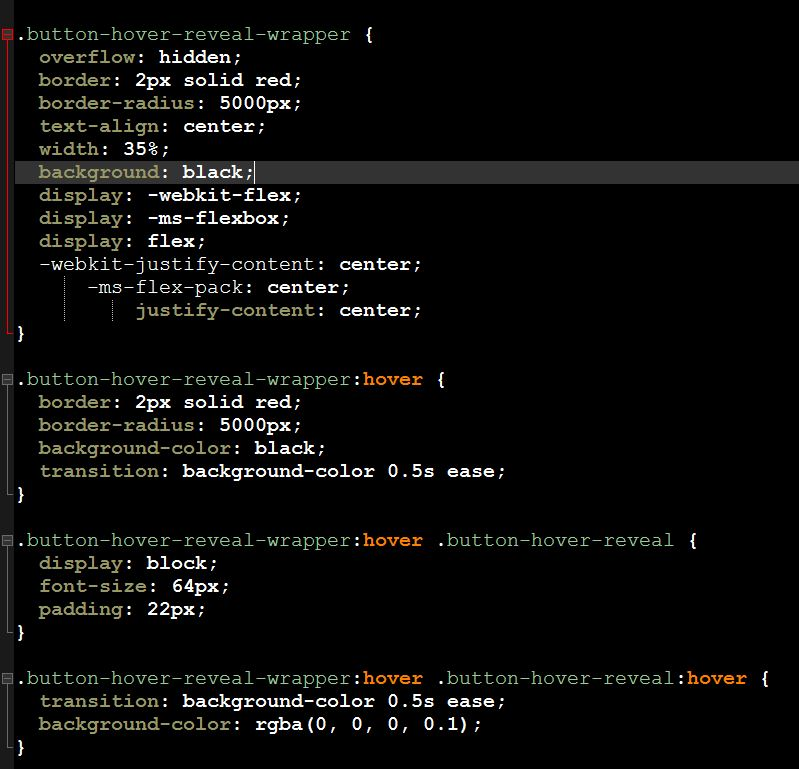 .button-hover-reveal-wrapper {
  overflow: hidden;
  border: 2px solid red;
  border-radius: 5000px;
  text-align: center;
  width: 35%;
  background: black;
  display: -webkit-flex;
  display: -ms-flexbox;
  display: flex;
  -webkit-justify-content: center;
      -ms-flex-pack: center;
          justify-content: center;
}
.button-hover-reveal-wrapper:hover {
  border: 2px solid red;
  border-radius: 5000px;
  background-color: black;
  transition: background-color 0.5s ease;
}
.button-hover-reveal-wrapper:hover .button-hover-reveal {
  display: block;
  font-size: 64px;
  padding: 22px;
}
.button-hover-reveal-wrapper:hover .button-hover-reveal:hover {
  transition: background-color 0.5s ease;
  background-color: rgba(0, 0, 0, 0.1);
}